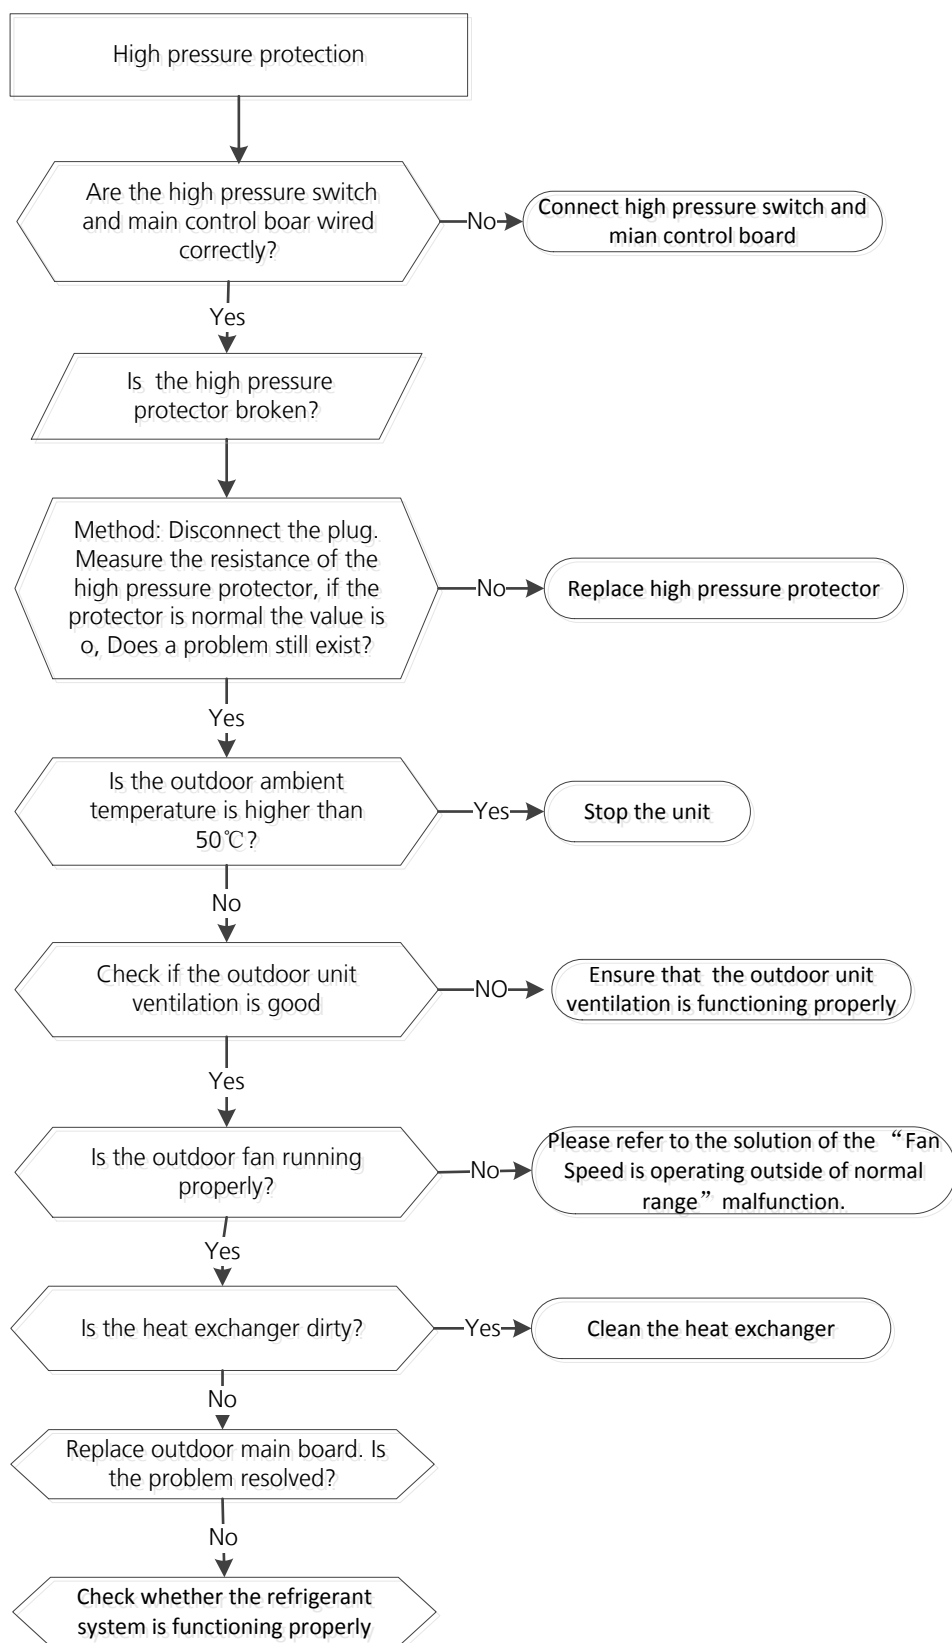 High pressure protection
Are the high pressure switch
and main control boar wired
correctly?
No
Connect high pressure switch and
mian control board
Yes
Is the high pressure
protector broken?
Method: Disconnect the plug.
Measure the resistance of the
high pressure protector, if the
protector is normal the value is
o, Does a problem still exist?
No
Replace high pressure protector
Yes
Is the outdoor ambient
temperature is higher than
50℃?
Yes
Stop the unit
No
Check if the outdoor unit
ventilation is good
NO
Ensure that the outdoor unit
ventilation is functioning properly
Yes
Is the outdoor fan running
properly?
No
Please refer to the solution of the “Fan
Speed is operating outside of normal
range” malfunction.
Yes
Is the heat exchanger dirty?
Yes
Clean the heat exchanger
No
Replace outdoor main board. Is
the problem resolved?
No
Check whether the refrigerant
system is functioning properly